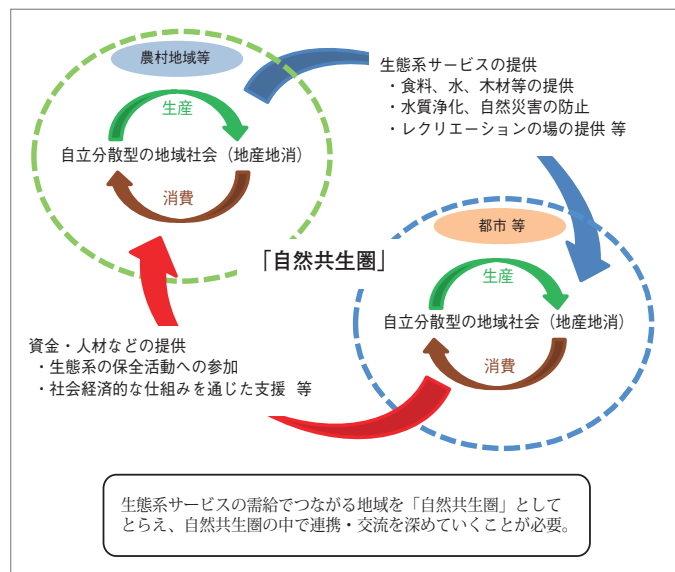 農村地域等
生産
自立分散型の地域社会（地産地消）
消費
生態系サービスの提供
・食料、水、木材等の提供
・水質浄化、自然災害の防止
・レクリエーションの場の提供 等
「自然共生圏」
都市 等
生産
自立分散型の地域社会（地産地消）
消費
資金・人材などの提供
・生態系の保全活動への参加
・社会経済的な仕組みを通じた支援 等
生態系サービスの需給でつながる地域を「自然共生圏」として
とらえ、自然共生圏の中で連携・交流を深めていくことが必要。